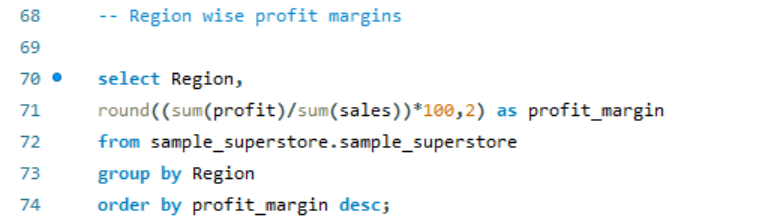 68 -- Region wise profit margins
69
70 select Region,
71 round((sum(profit)/sum(sales))*100,2) as profit_margin
72 from sample_superstore.sample_superstore
73 group by Region
74 order by profit_margin desc;